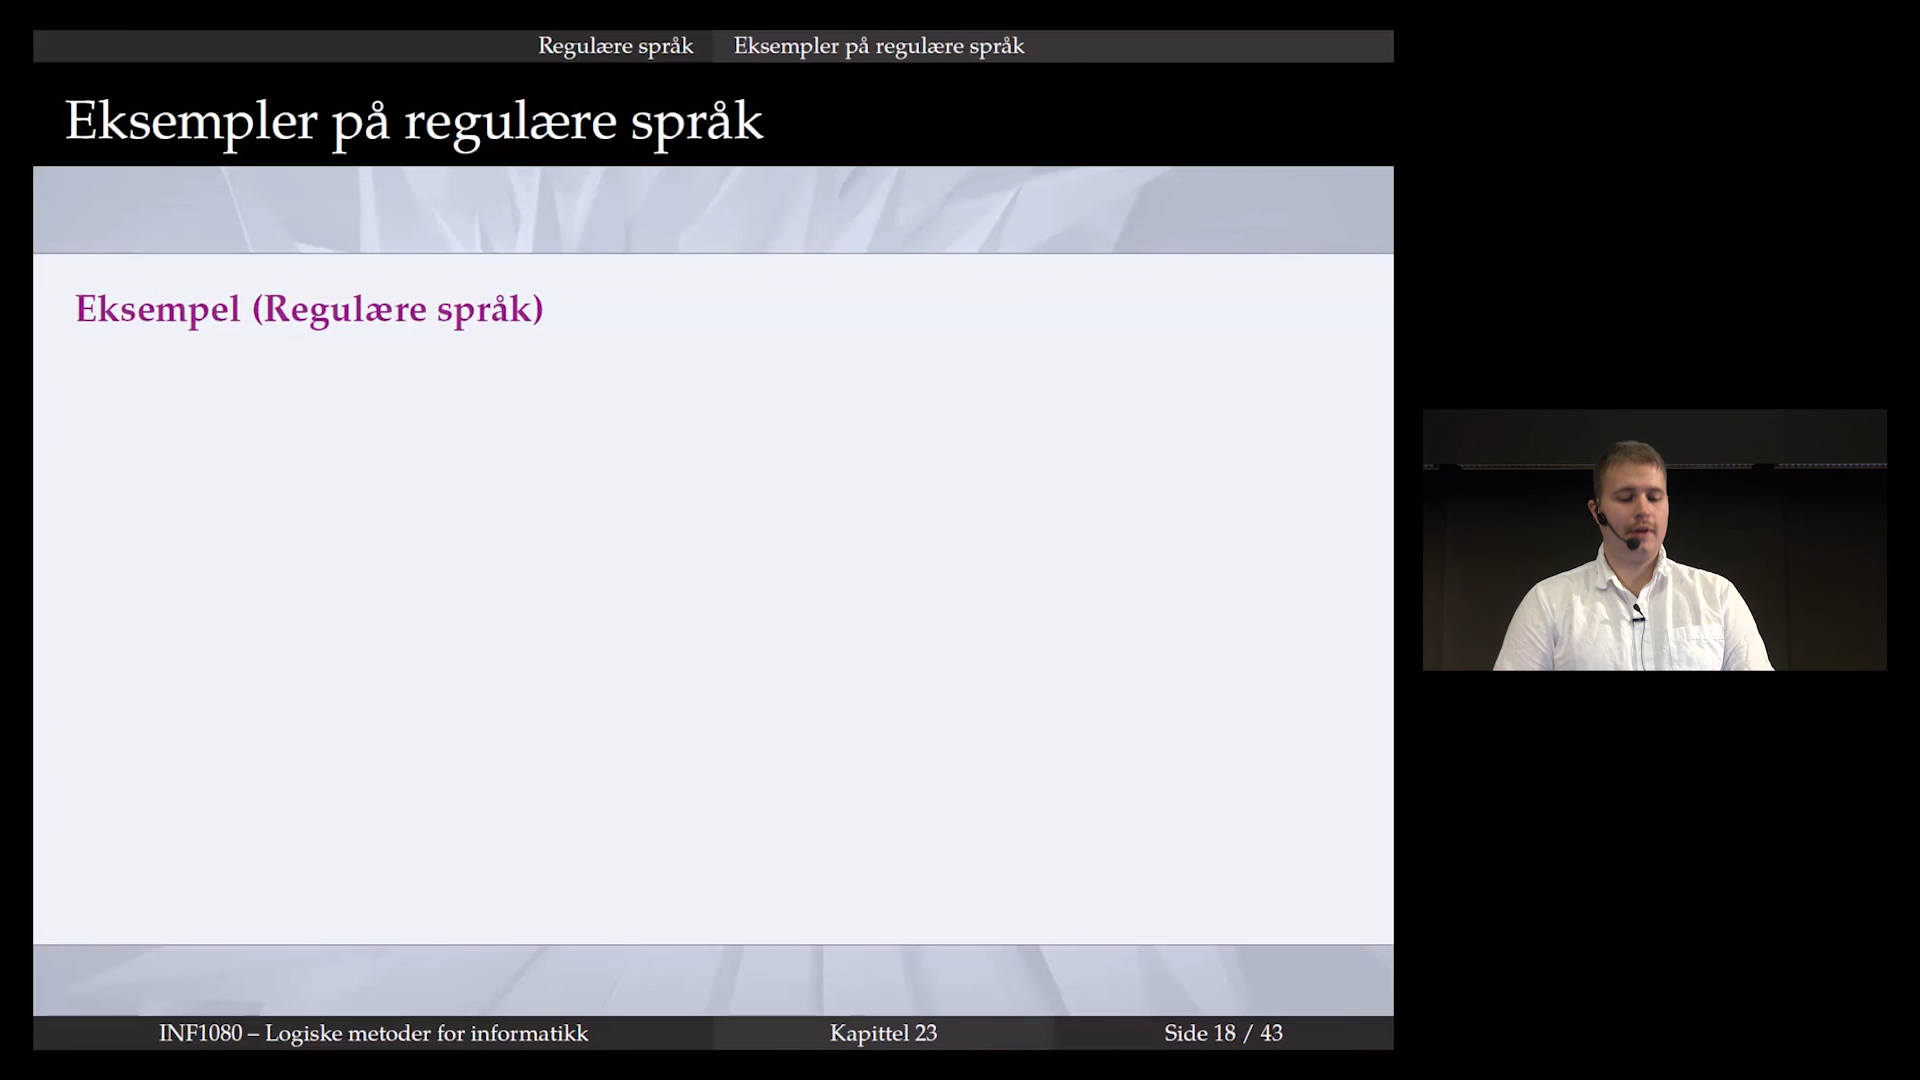 Regulære språk Eksempler på regulære språk
Eksempler på regulære språk
Eksempel (Regulære språk)
INF1080 – Logiske metoder for informatikk Kapittel 23 Side 18 / 43